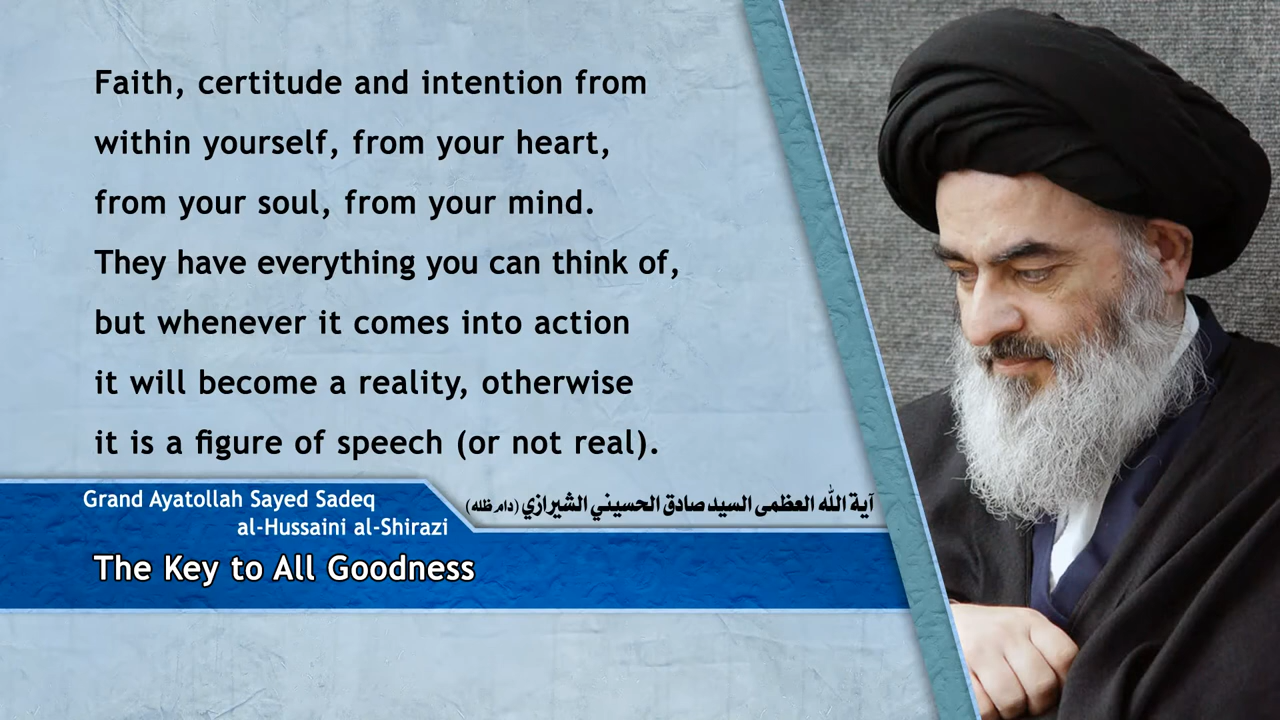 Faith, certitude and intention from
within yourself, from your heart,
from your soul, from your mind.
They have everything you can think of,
but whenever it comes into action
it will become a reality, otherwise
it is a figure of speech (or not real).
Grand Ayatollah Sayed Sadeq
al-Hussaini al-Shirazi
آية الله العظمى السيد صادق الحسيني الشيرازي (دام ظله)
The Key to All Goodness